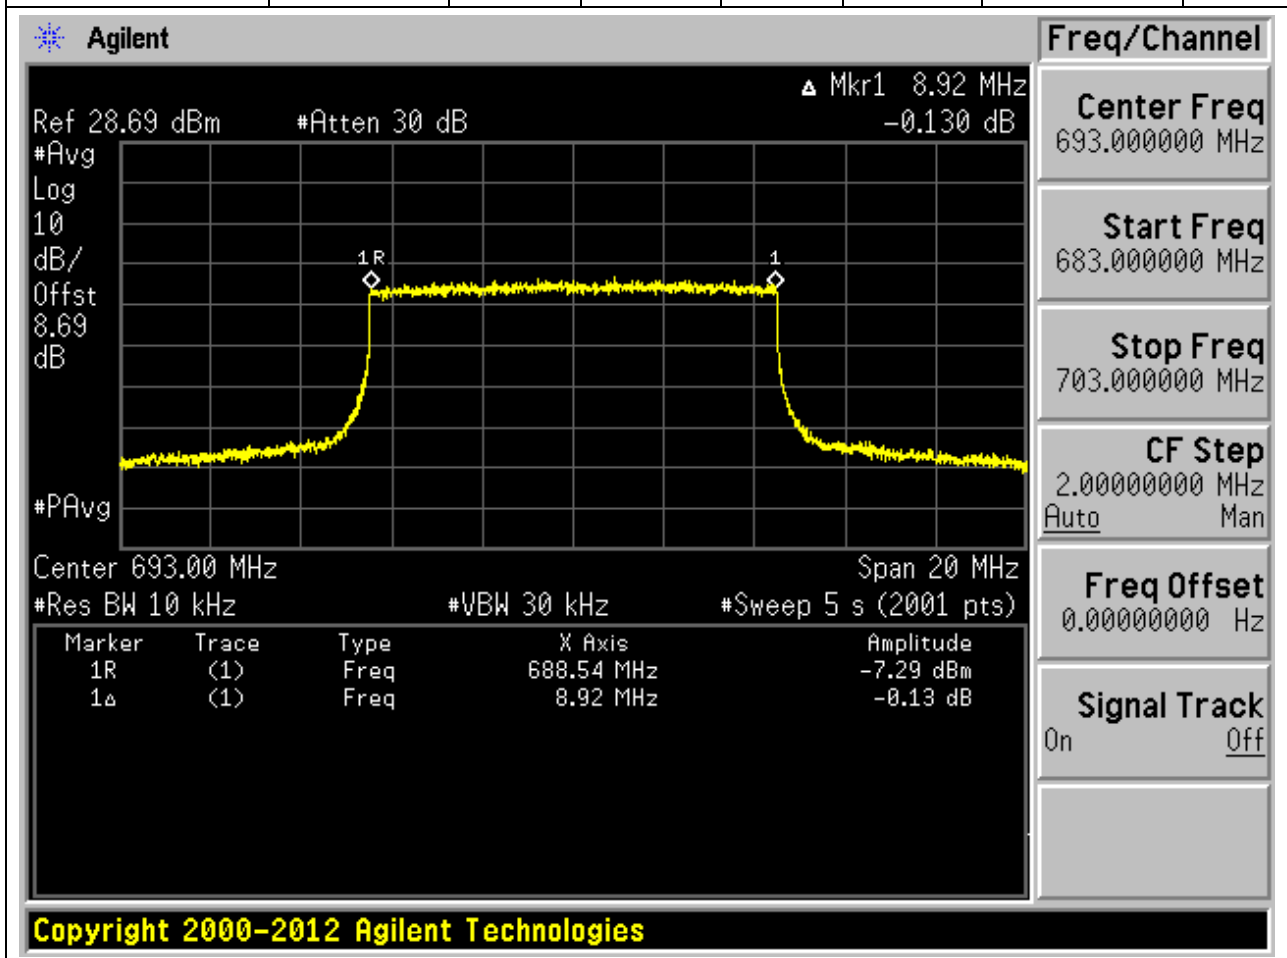 Agilent
Freq/Channel
Δ Mkr1 8.92 MHz
Ref 28.69 dBm #Atten 30 dB -0.130 dB
#Avg
Log
10
dB/
Offst
8.69
dB
1R 1
#PAvg
Center 693.00 MHz Span 20 MHz
#Res BW 10 kHz #VBW 30 kHz #Sweep 5 s (2001 pts)
Marker Trace Type X Axis Amplitude
1R (1) Freq 688.54 MHz -7.29 dBm
1Δ (1) Freq 8.92 MHz -0.13 dB
Center Freq
693.000000 MHz
Start Freq
683.000000 MHz
Stop Freq
703.000000 MHz
CF Step
2.00000000 MHz
Auto Man
Freq Offset
0.00000000 Hz
Signal Track
On Off
Copyright 2000-2012 Agilent Technologies